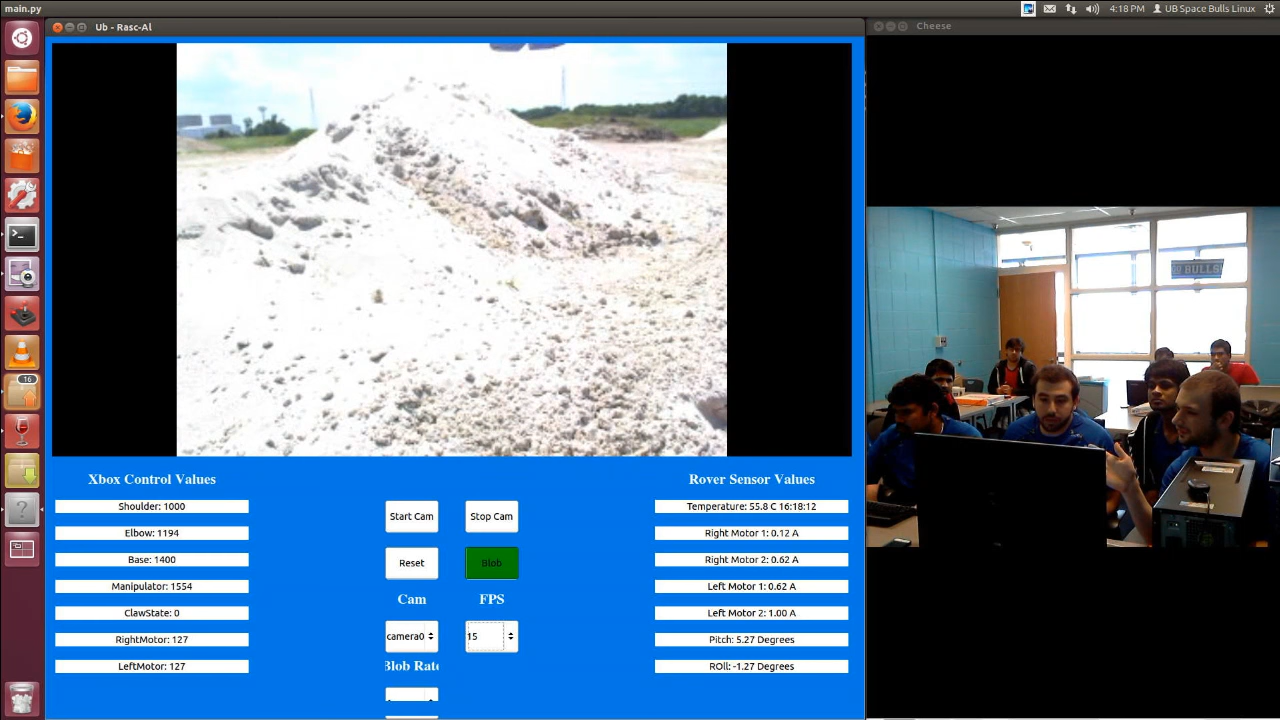 main.py
4:18 PM
UB Space Bulls Linux
Ub - Rasc-Al
Cheese
BULLS
16
Xbox Control Values
Shoulder: 1000
Elbow: 1194
Base: 1400
Manipulator: 1554
ClawState: 0
RightMotor: 127
LeftMotor: 127
Start Cam
Stop Cam
Reset
Blob
Cam
FPS
camera0
15
Blob Rate
Rover Sensor Values
Temperature: 55.8 C 16:18:12
Right Motor 1: 0.12 A
Right Motor 2: 0.62 A
Left Motor 1: 0.62 A
Left Motor 2: 1.00 A
Pitch: 5.27 Degrees
ROll: -1.27 Degrees